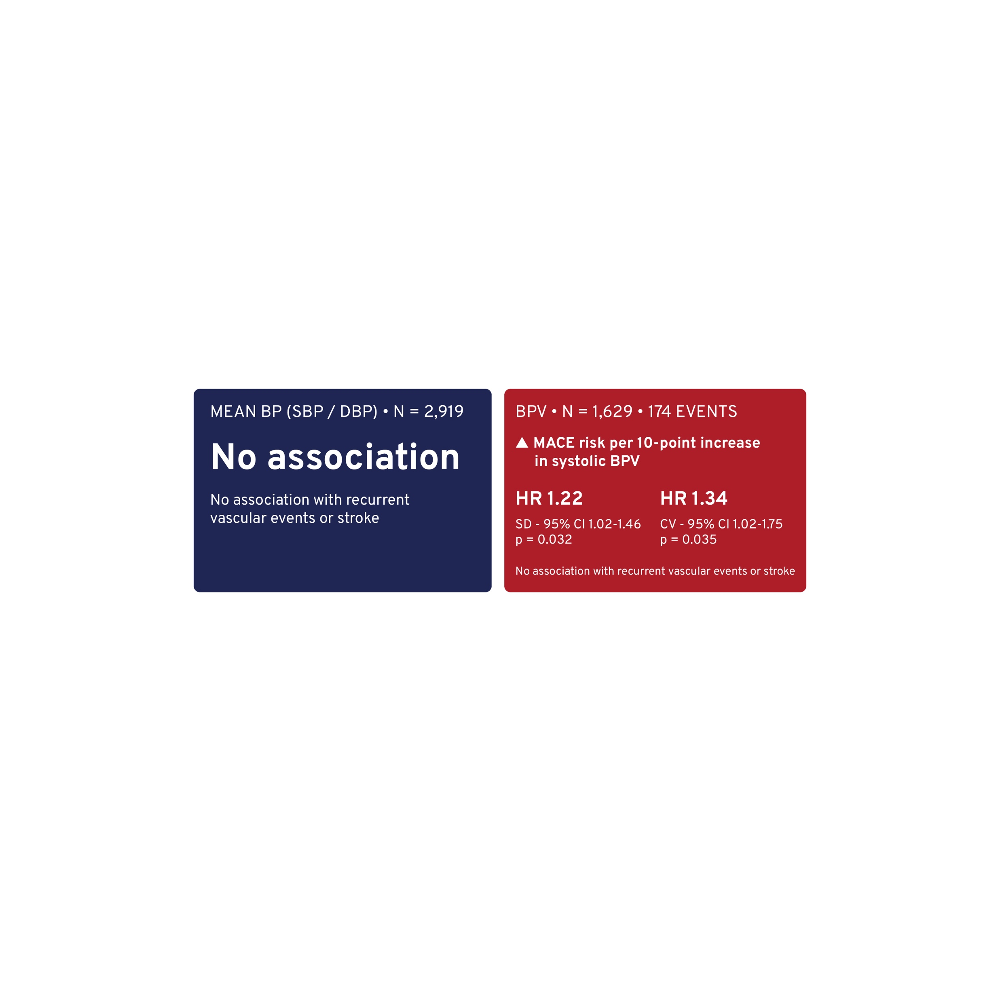 MEAN BP (SBP / DBP) • N = 2,919
No association
No association with recurrent
vascular events or stroke
BPV • N = 1,629 • 174 EVENTS
▲ MACE risk per 10-point increase
in systolic BPV
HR 1.22
SD - 95% CI 1.02-1.46
p = 0.032
HR 1.34
CV - 95% CI 1.02-1.75
p = 0.035
No association with recurrent vascular events or stroke